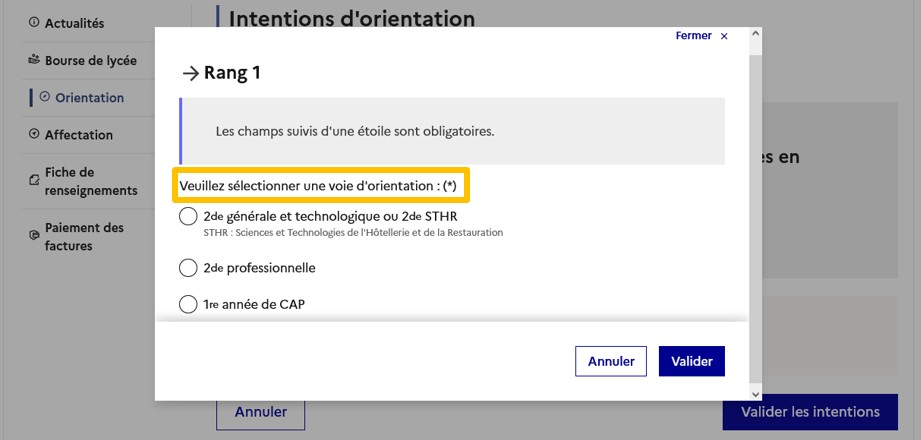 Actualités
Bourse de lycée
Orientation
Affectation
Fiche de
renseignements
Paiement des
factures
Intentions d'orientation
Fermer ×
→ Rang 1
Les champs suivis d'une étoile sont obligatoires.
Veuillez sélectionner une voie d'orientation : (*)
2de générale et technologique ou 2de STHR
STHR : Sciences et Technologies de l'Hôtellerie et de la Restauration
2de professionnelle
1re année de CAP
Annuler
Valider
en
Annuler
Valider les intentions